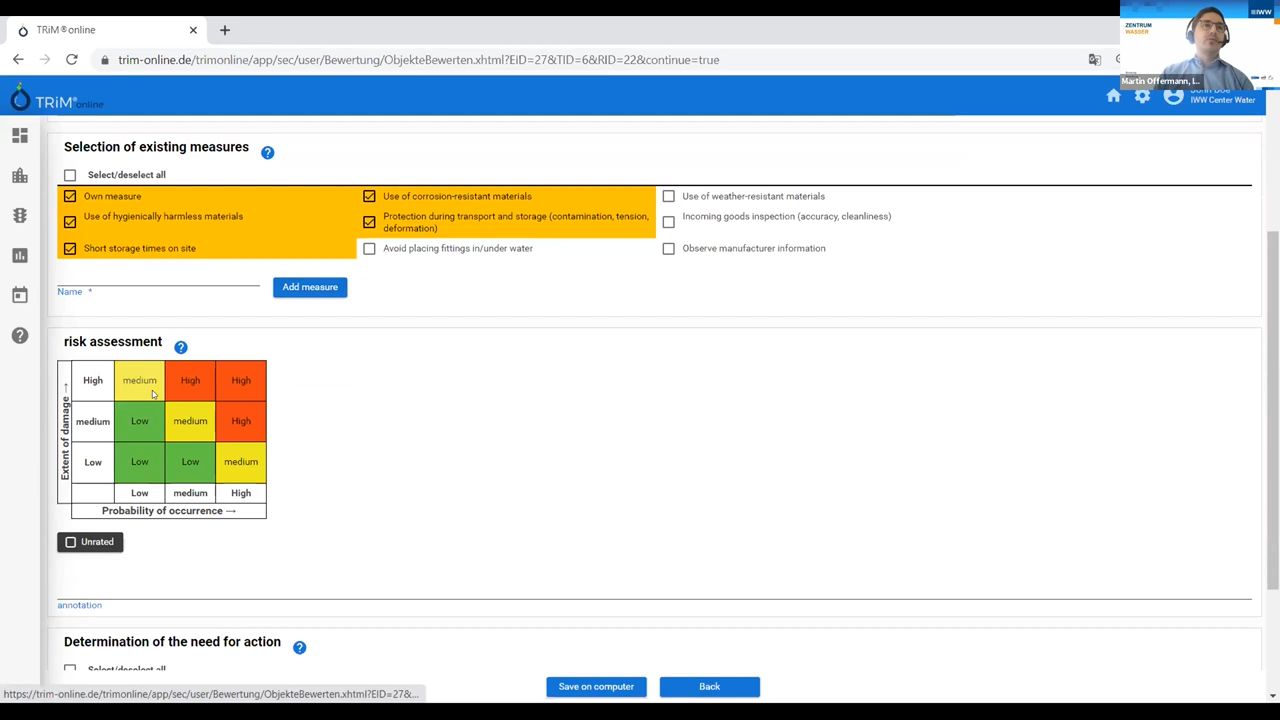 TRiM®online
trim-online.de/trimonline/app/sec/user/Bewertung/ObjekteBewerten.xhtml?EID=27&TID=6&RID=22&continue=true
IWW
ZENTRUM
WASSER
Martin Offermann, I...
TRiM® online
John Doe
IWW Center Water
Selection of existing measures ?
Select/deselect all
Own measure
Use of corrosion-resistant materials
Use of weather-resistant materials
Use of hygienically harmless materials
Protection during transport and storage (contamination, tension,
deformation)
Incoming goods inspection (accuracy, cleanliness)
Short storage times on site
Avoid placing fittings in/under water
Observe manufacturer information
Name *
Add measure
risk assessment ?
Extent of damage →
High medium High High
medium Low medium High
Low Low Low medium
Low medium High
Probability of occurrence →
Unrated
annotation
Determination of the need for action ?
Select/deselect all
Save on computer
Back
https://trim-online.de/trimonline/app/sec/user/Bewertung/ObjekteBewerten.xhtml?EID=27&...